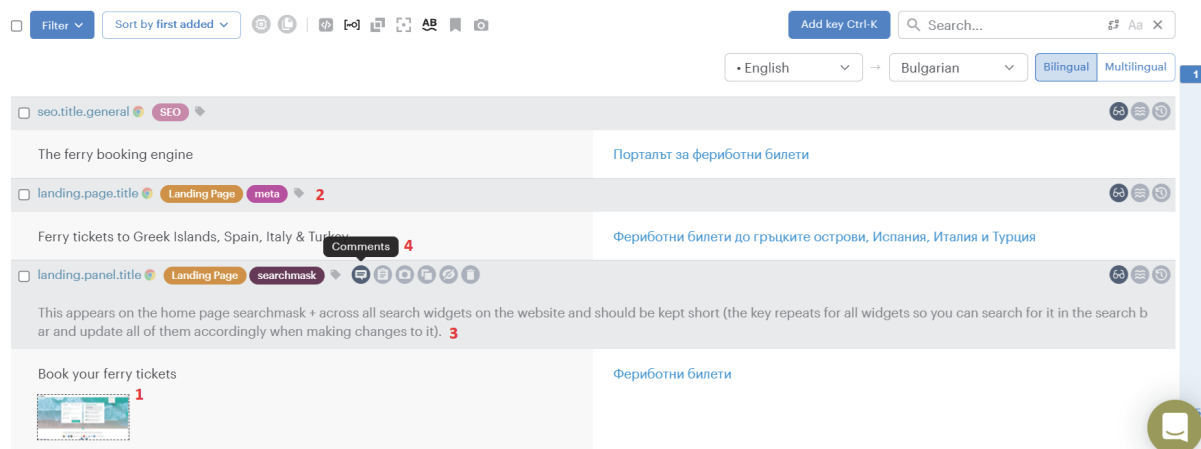 Filter
Sort by first added
Add key Ctrl-K
Search...
Aa
• English
→
Bulgarian
Bilingual
Multilingual
1
seo.title.general
SEO
The ferry booking engine
Порталът за фериботни билети
landing.page.title
Landing Page
meta
2
Ferry tickets to Greek Islands, Spain, Italy & Turkey
Фериботни билети до гръцките острови, Испания, Италия и Турция
Comments
4
landing.panel.title
Landing Page
searchmask
This appears on the home page searchmask + across all search widgets on the website and should be kept short (the key repeats for all widgets so you can search for it in the search b
ar and update all of them accordingly when making changes to it).
3
Book your ferry tickets
Фериботни билети
1